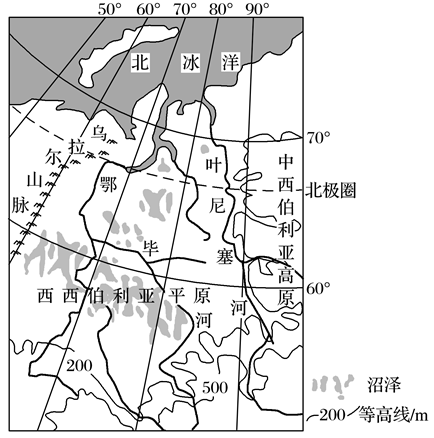 50° 60° 70° 80° 90°
北冰洋
70°
乌拉尔山脉
叶尼塞河
中西伯利亚高原
北极圈
鄂毕河
60°
西西伯利亚平原
200
500
沼泽
200 等高线/m